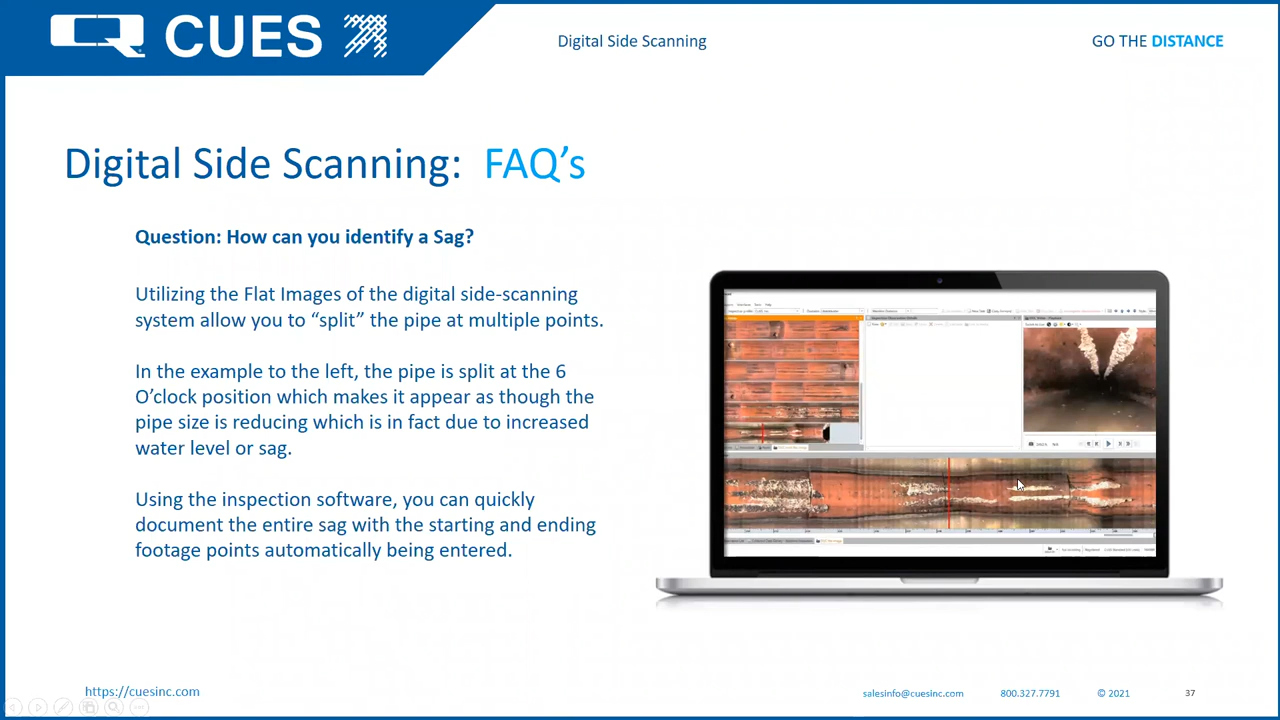 CUES
Digital Side Scanning
GO THE DISTANCE
Digital Side Scanning: FAQ's
Question: How can you identify a Sag?
Utilizing the Flat Images of the digital side-scanning
system allow you to “split” the pipe at multiple points.
In the example to the left, the pipe is split at the 6
O’clock position which makes it appear as though the
pipe size is reducing which is in fact due to increased
water level or sag.
Using the inspection software, you can quickly
document the entire sag with the starting and ending
footage points automatically being entered.
https://cuesinc.com
salesinfo@cuesinc.com
800.327.7791
© 2021
37